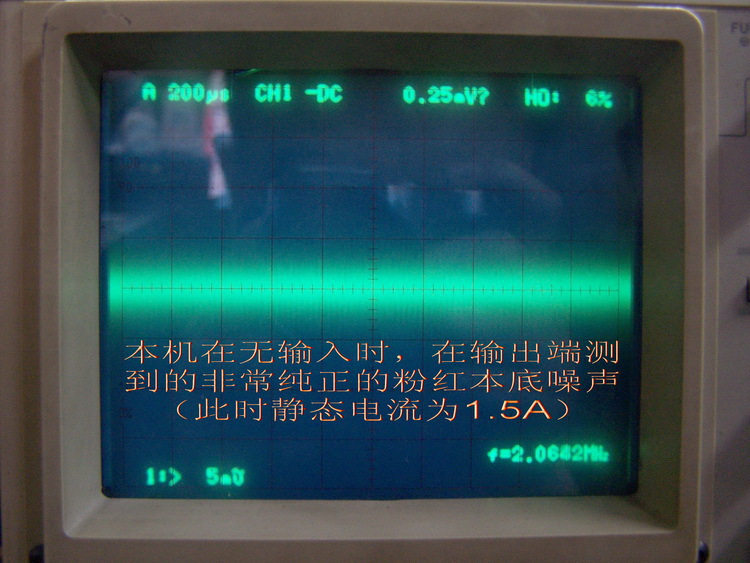 A 200μs CH1 ⎓DC 0.25mV? HO: 6%
本机在无输入时，在输出端测
到的非常纯正的粉红本底噪声
（此时静态电流为1.5A）
f=2.0642MHz
1:> 5mV